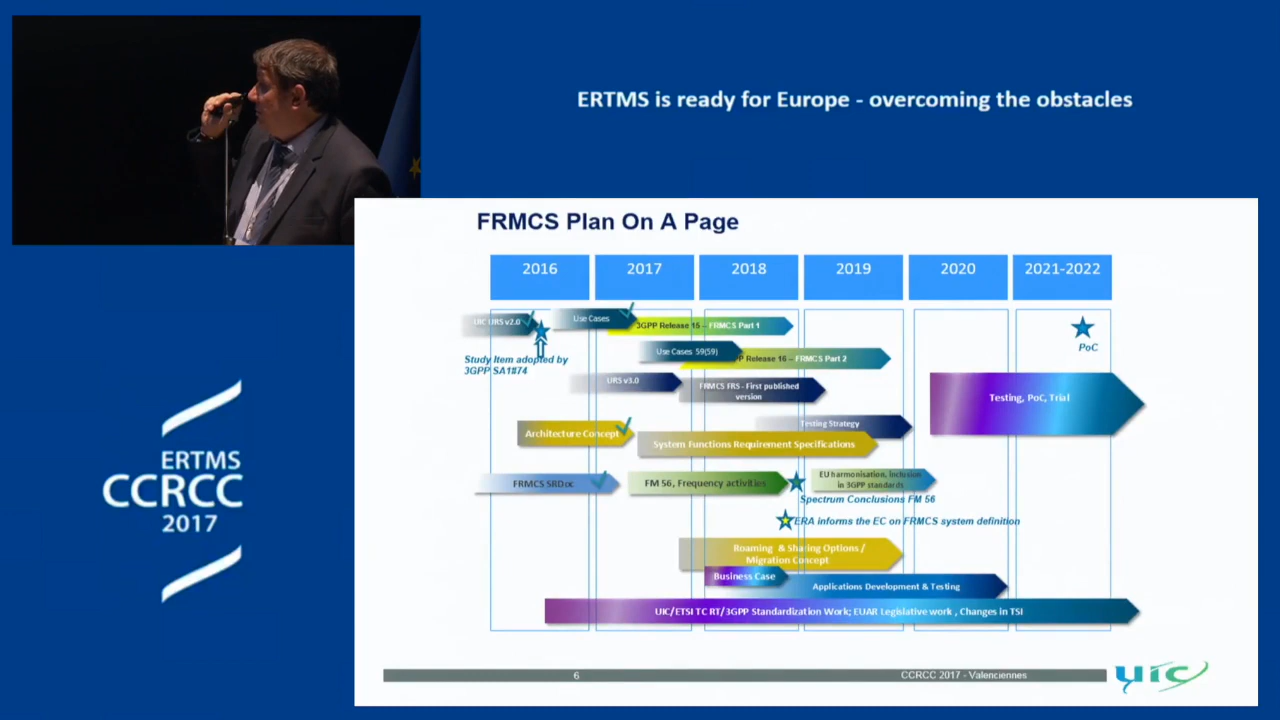 ERTMS is ready for Europe - overcoming the obstacles
FRMCS Plan On A Page
2016
2017
2018
2019
2020
2021-2022
UIC URS v2.0
Use Cases
3GPP Release 15 – FRMCS Part 1
PoC
Study Item adopted by
3GPP SA1#74
Use Cases 59(59)
P Release 16 – FRMCS Part 2
URS v3.0
FRMCS FRS - First published
version
Testing, PoC, Trial
Architecture Concept
Testing Strategy
System Functions Requirement Specifications
FRMCS SRDoc
FM 56, Frequency activities
EU harmonisation, inclusion
in 3GPP standards
Spectrum Conclusions FM 56
ERA informs the EC on FRMCS system definition
Roaming & Sharing Options /
Migration Concept
Business Case
Applications Development & Testing
UIC/ETSI TC RT/3GPP Standardization Work; EUAR Legislative work , Changes in TSI
6
CCRCC 2017 - Valenciennes
uic
ERTMS
CCRCC
2017